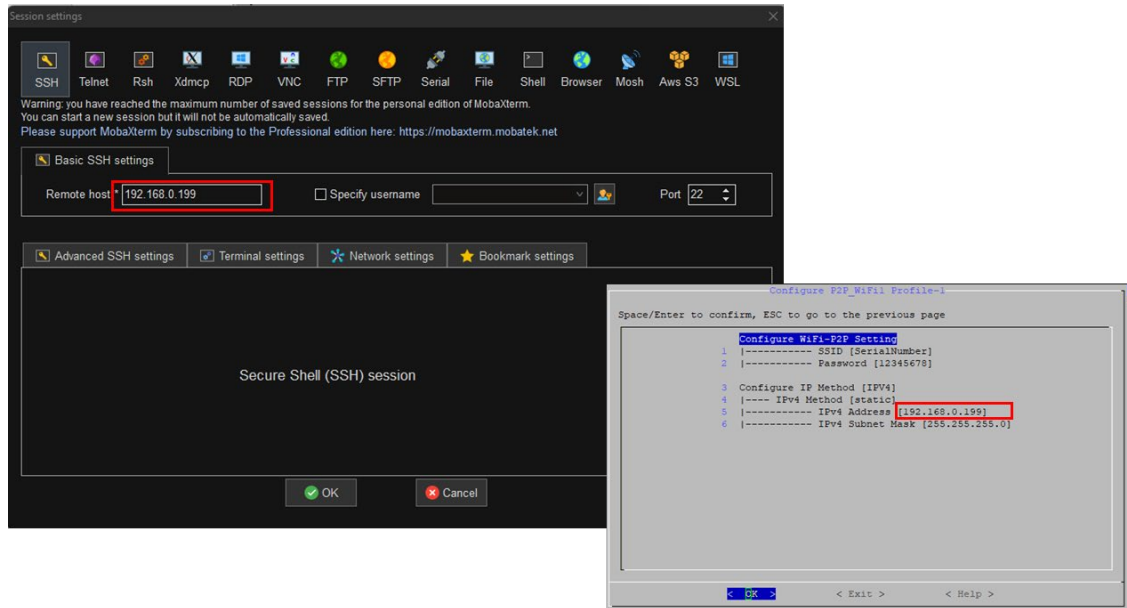 Session settings
SSH Telnet Rsh Xdmcp RDP VNC FTP SFTP Serial File Shell Browser Mosh Aws S3 WSL
Warning: you have reached the maximum number of saved sessions for the personal edition of MobaXterm.
You can start a new session but it will not be automatically saved.
Please support MobaXterm by subscribing to the Professional edition here: https://mobaxterm.mobatek.net
Basic SSH settings
Remote host * 192.168.0.199 Specify username Port 22
Advanced SSH settings Terminal settings Network settings Bookmark settings
Secure Shell (SSH) session
OK Cancel
Configure P2P_WiFi1 Profile-1
Space/Enter to confirm, ESC to go to the previous page
Configure WiFi-P2P Setting
1 |----------- SSID [SerialNumber]
2 |----------- Password [12345678]
3 Configure IP Method [IPV4]
4 |---- IPv4 Method [static]
5 |----------- IPv4 Address [192.168.0.199]
6 |----------- IPv4 Subnet Mask [255.255.255.0]
< OK > < Exit > < Help >